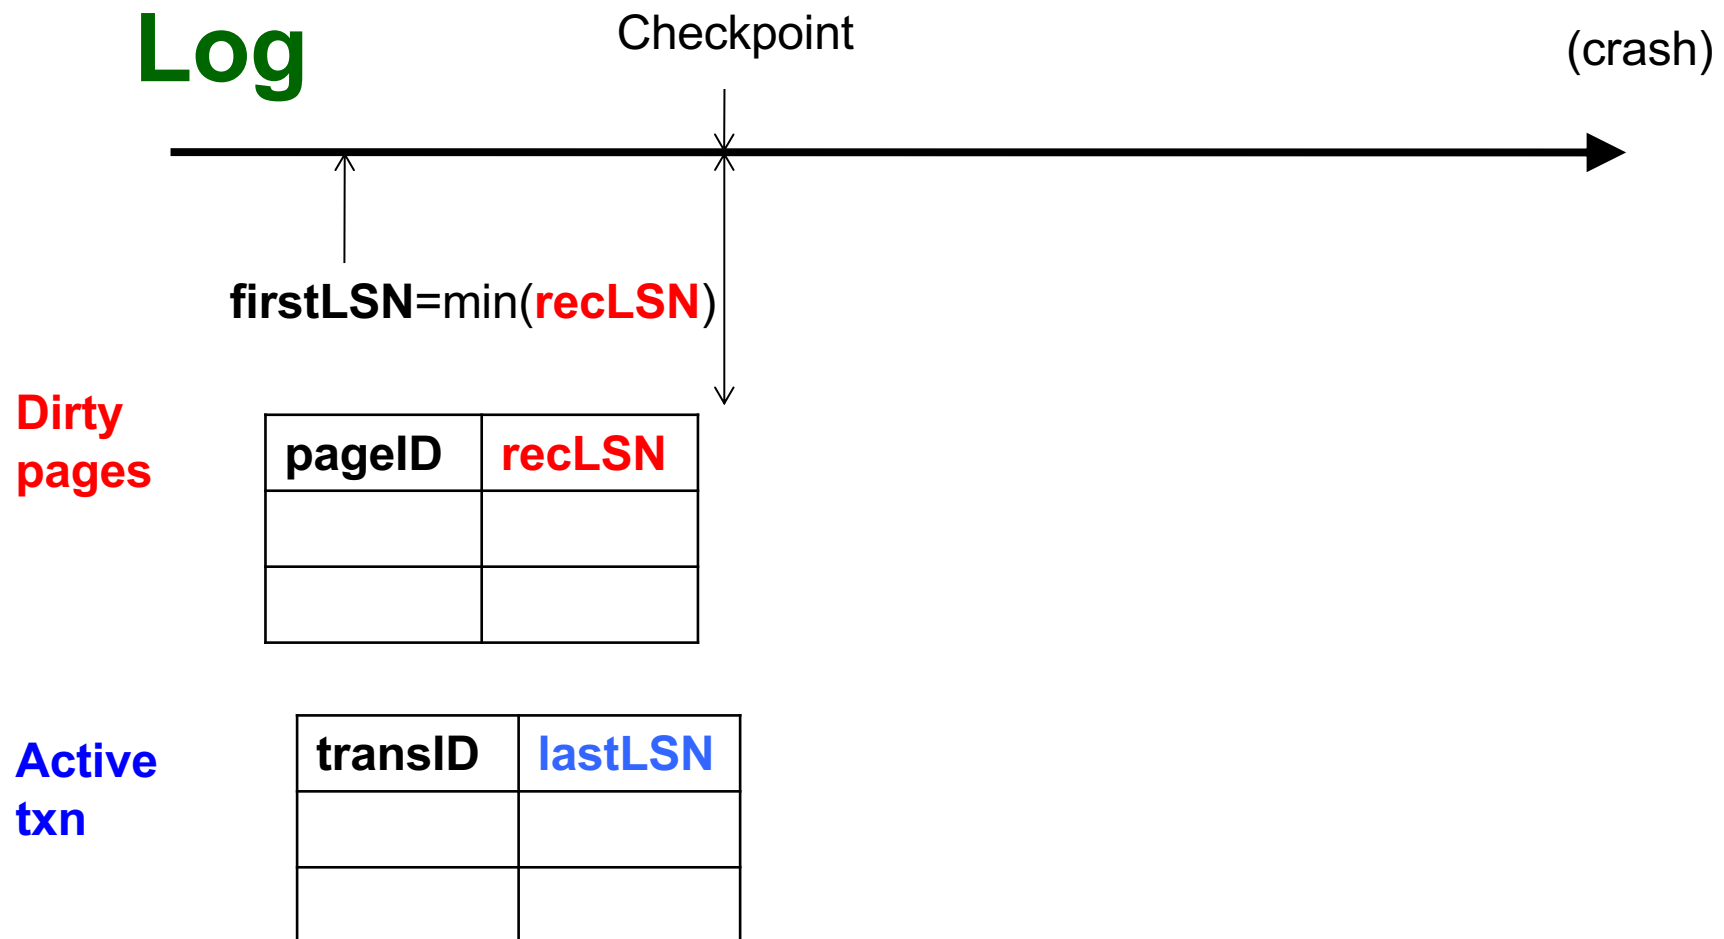 Log
Checkpoint
(crash)
firstLSN=min(recLSN)
Dirty
pages
pageID recLSN
Active
txn
transID lastLSN